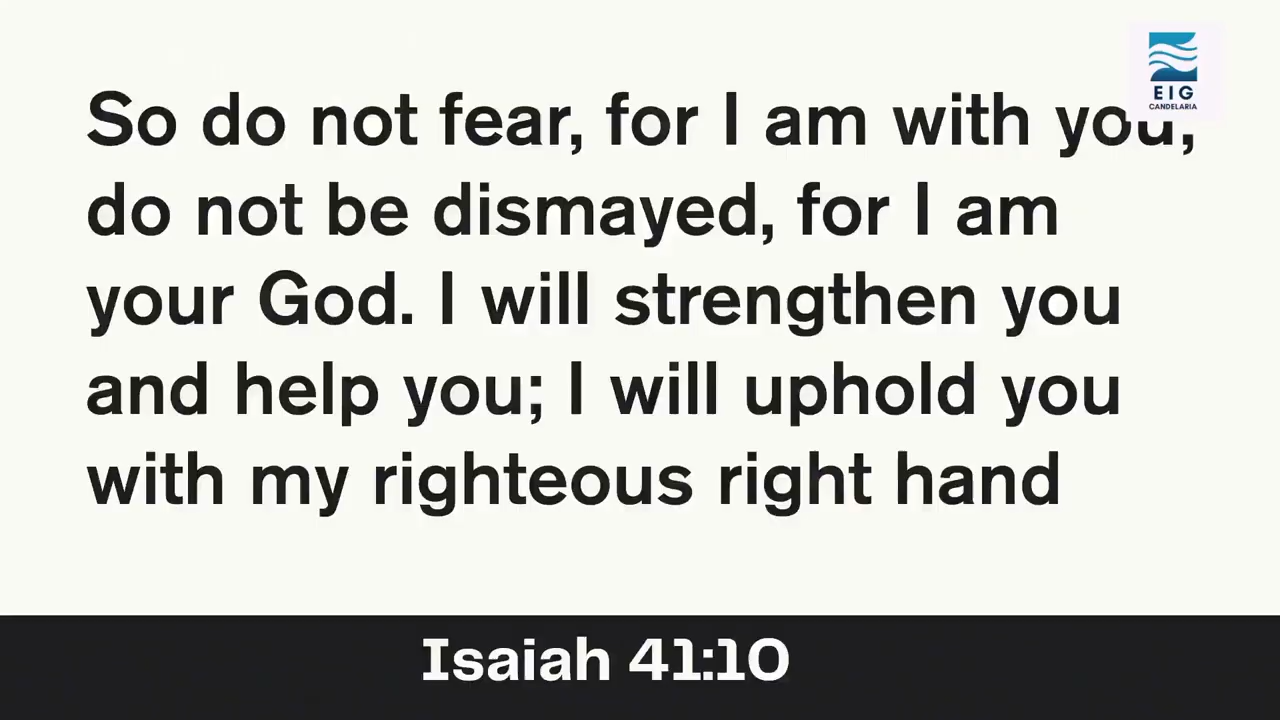 EIG
CANDELARIA
So do not fear, for I am with you,
do not be dismayed, for I am
your God. I will strengthen you
and help you; I will uphold you
with my righteous right hand
Isaiah 41:10